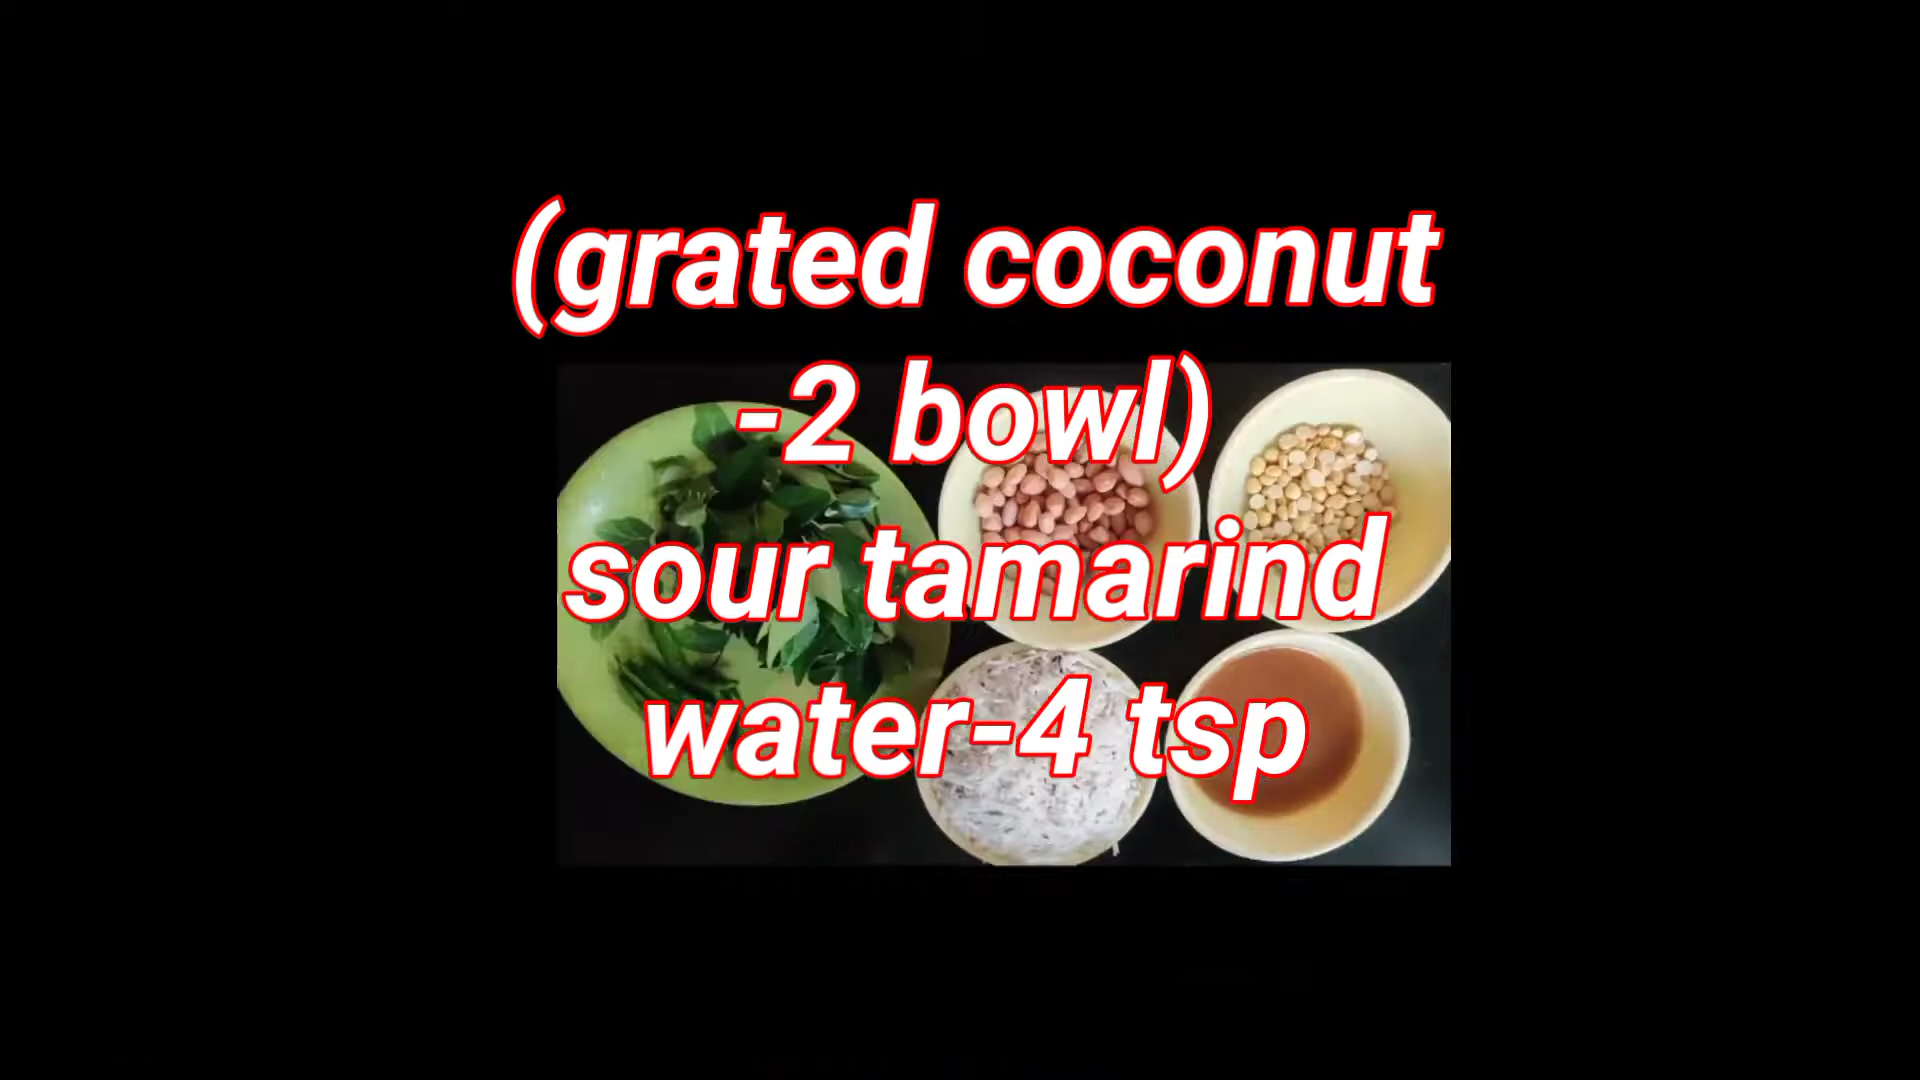 (grated coconut
-2 bowl)
sour tamarind
water-4 tsp